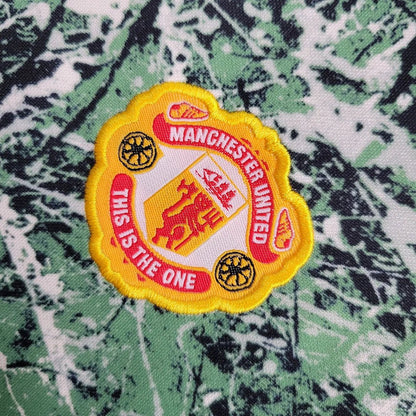 MANCHESTER UNITED
THIS IS THE ONE